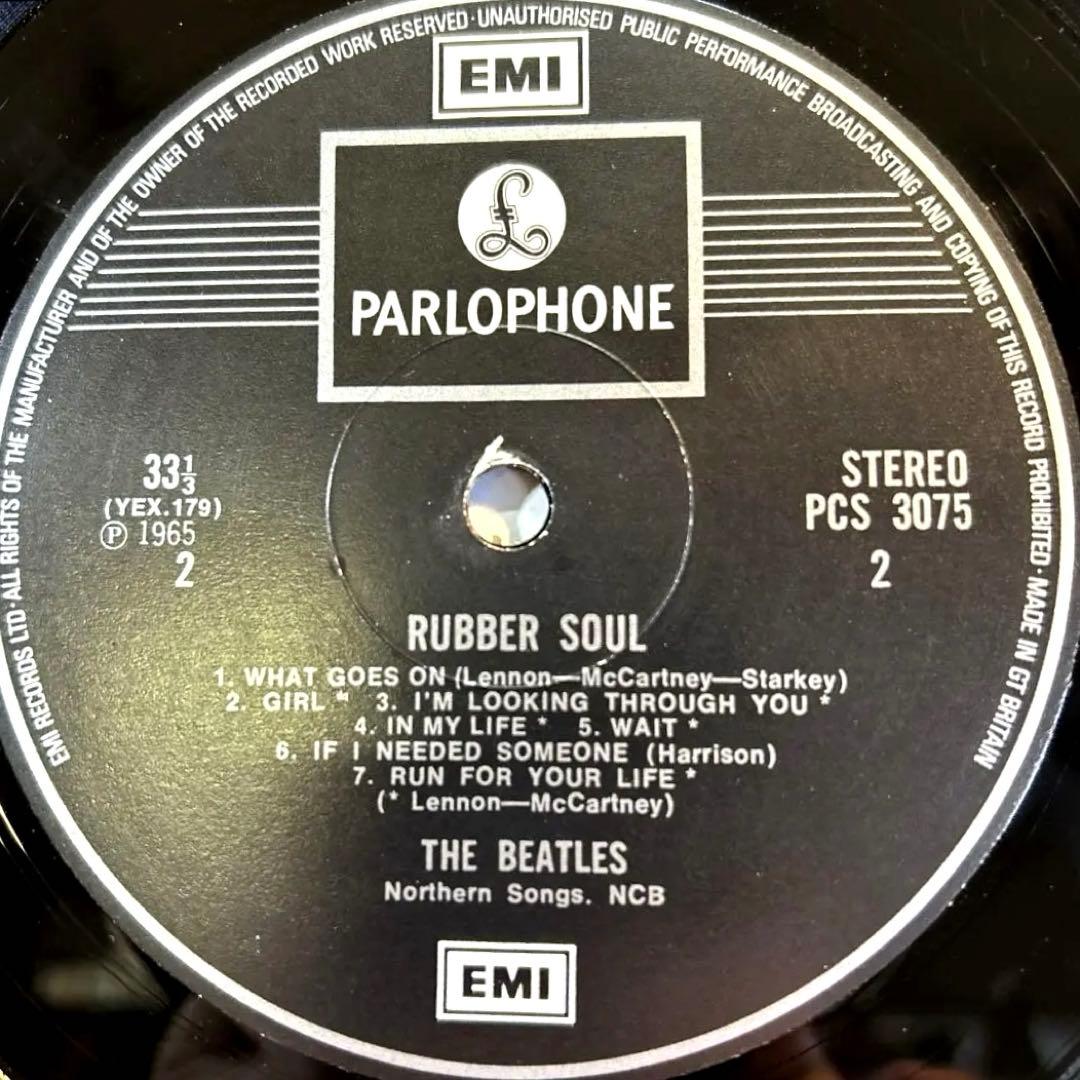 EMI RECORDS LTD·ALL RIGHTS OF THE MANUFACTURER AND OF THE OWNER OF THE RECORDED WORK RESERVED·UNAUTHORISED PUBLIC PERFORMANCE BROADCASTING AND COPYING OF THIS RECORD PROHIBITED·MADE IN GT BRITAIN
EMI
£
PARLOPHONE
33⅓
(YEX.179)
Ⓟ 1965
2
STEREO
PCS 3075
2
RUBBER SOUL
1. WHAT GOES ON (Lennon—McCartney—Starkey)
2. GIRL * 3. I'M LOOKING THROUGH YOU *
4. IN MY LIFE * 5. WAIT *
6. IF I NEEDED SOMEONE (Harrison)
7. RUN FOR YOUR LIFE *
(* Lennon—McCartney)
THE BEATLES
Northern Songs. NCB
EMI